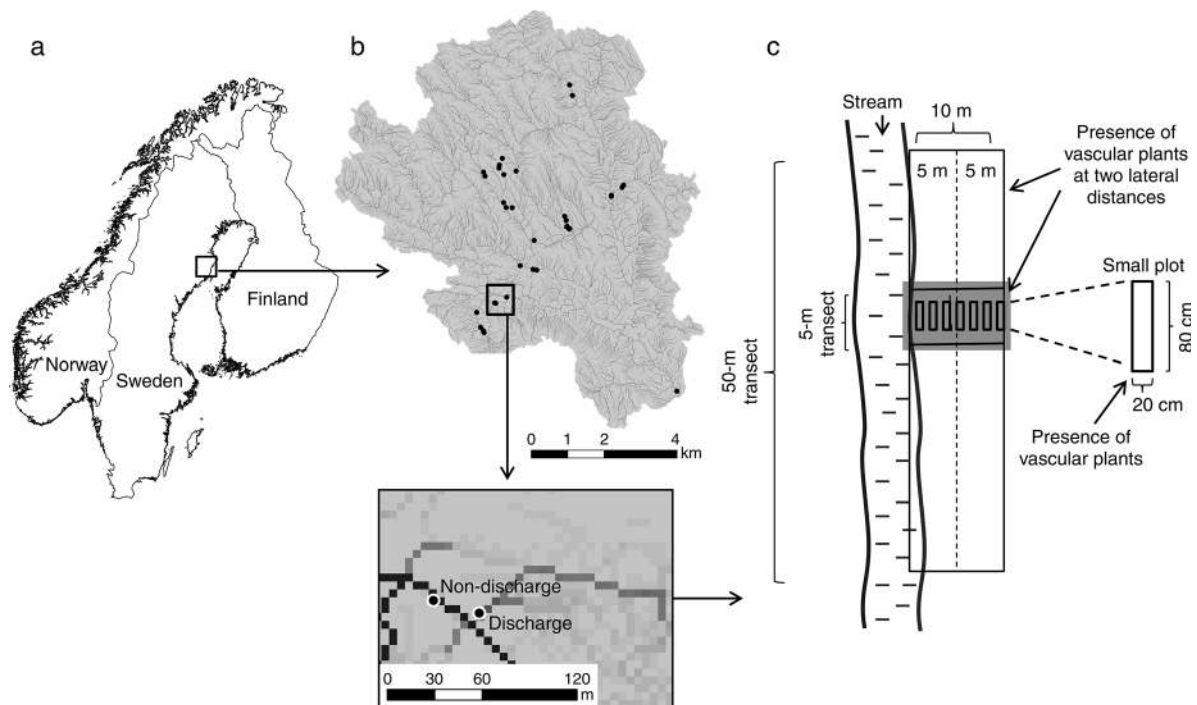 a
Norway
Sweden
Finland
b
0 1 2 4
km
Non-discharge
Discharge
0 30 60 120
m
c
Stream
10 m
5 m 5 m
Presence of
vascular plants
at two lateral
distances
50-m
transect
5-m
transect
Small plot
80 cm
20 cm
Presence of
vascular plants